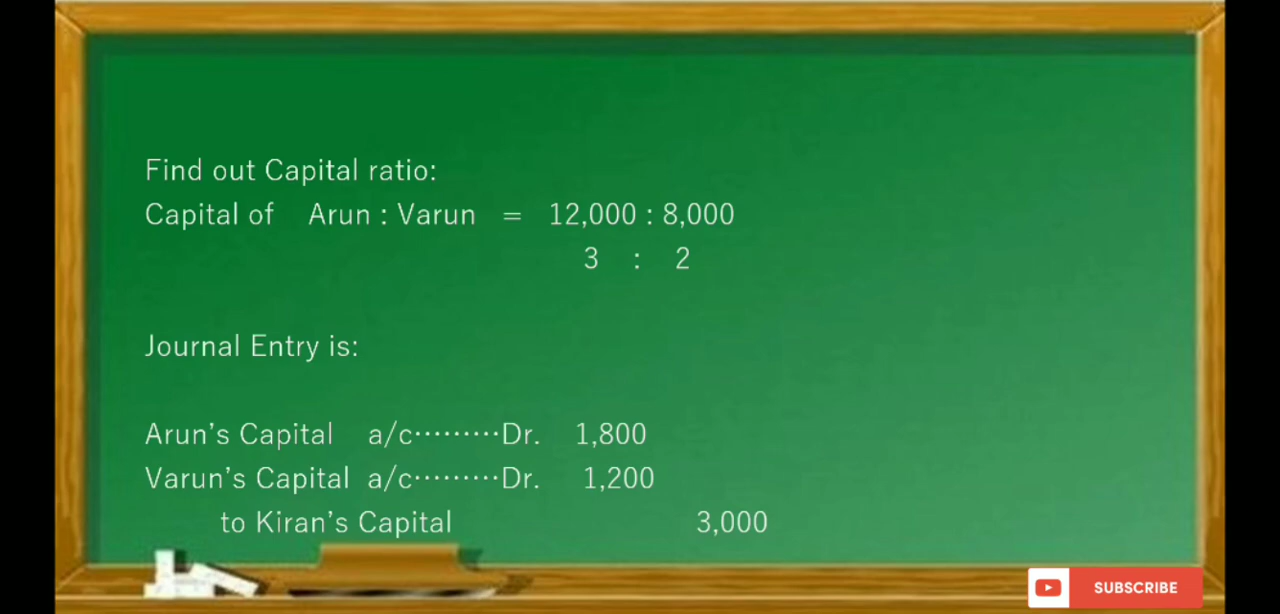 Find out Capital ratio:
Capital of Arun : Varun = 12,000 : 8,000
3 : 2
Journal Entry is:
Arun's Capital a/c·········Dr. 1,800
Varun's Capital a/c·········Dr. 1,200
to Kiran's Capital 3,000
SUBSCRIBE